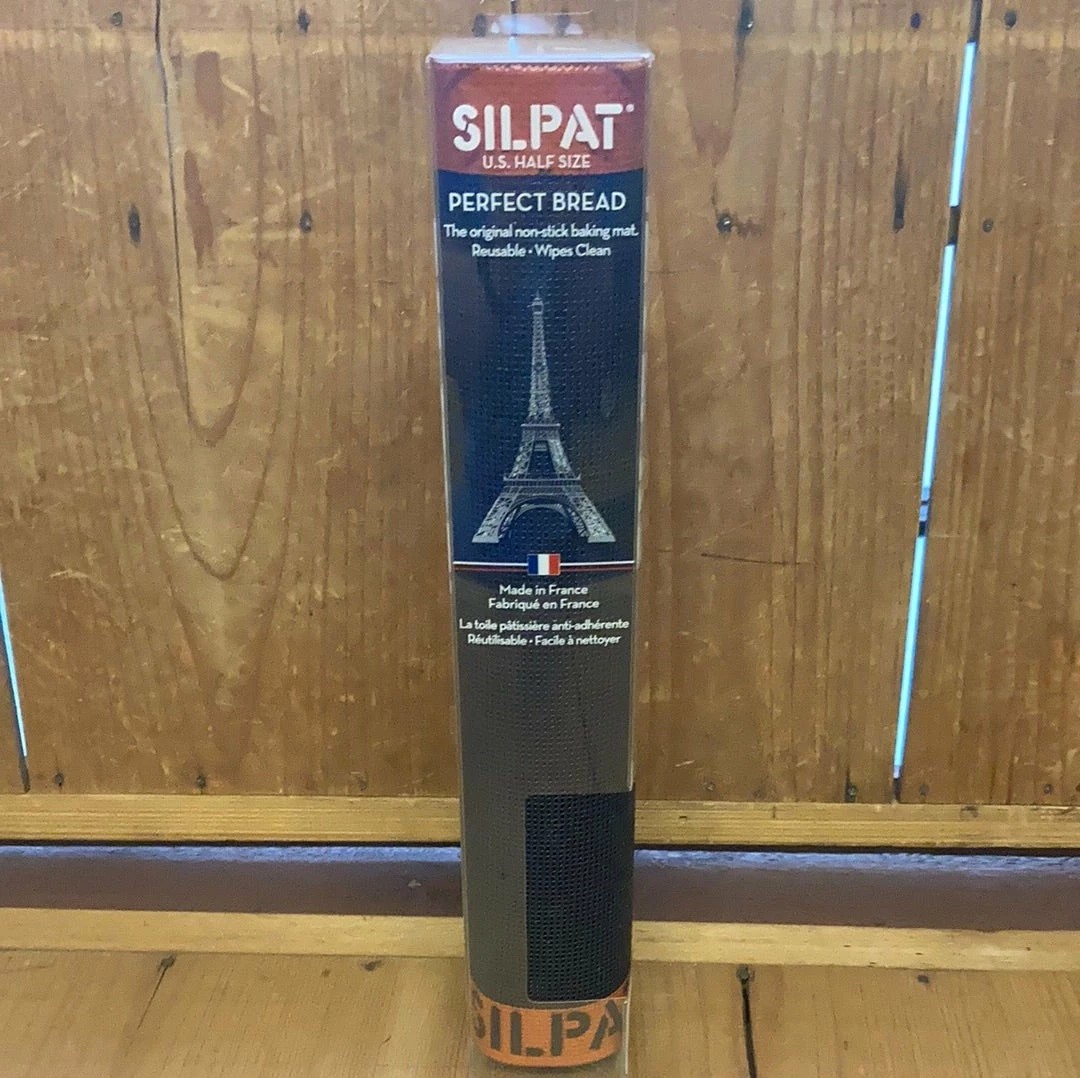 SILPAT®
U.S. HALF SIZE
PERFECT BREAD
The original non-stick baking mat.
Reusable • Wipes Clean
Made in France
Fabriqué en France
La toile pâtissière anti-adhérente
Réutilisable • Facile à nettoyer
SILPA